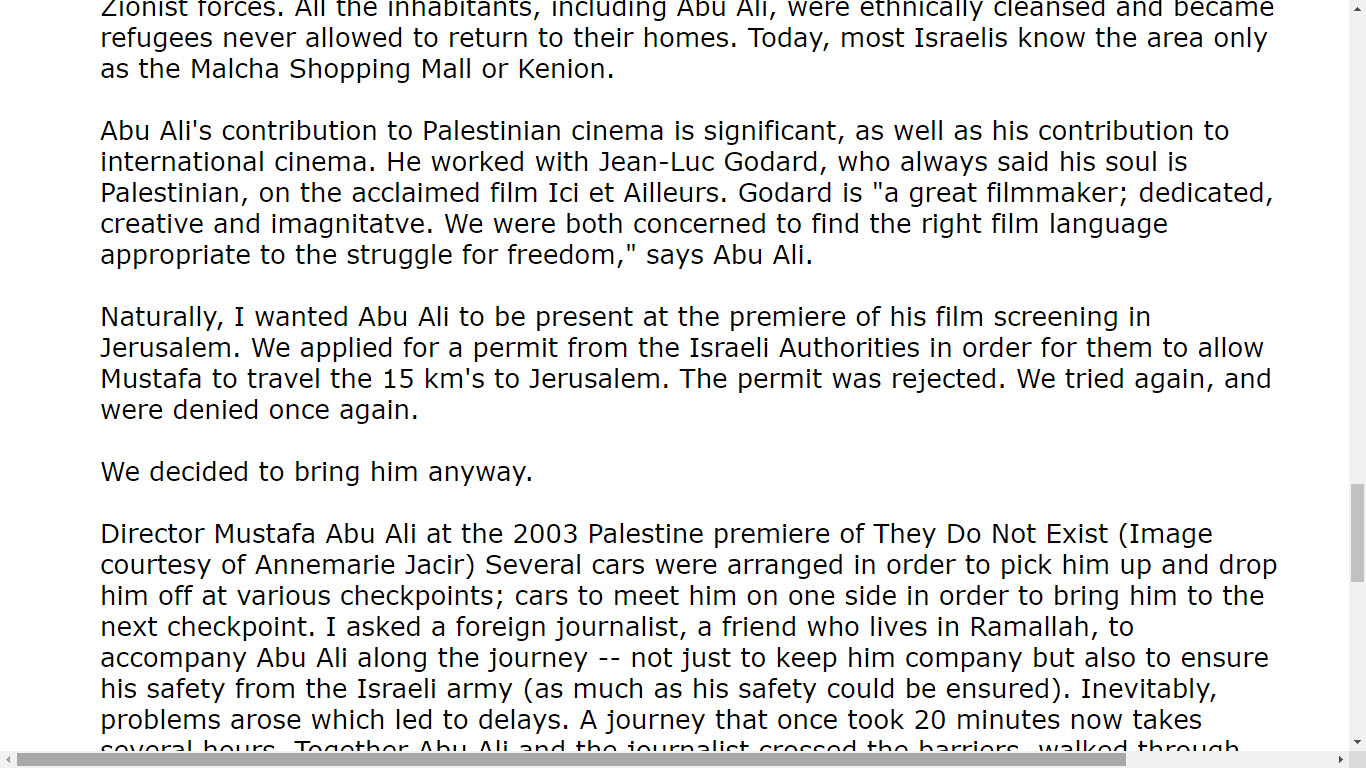 Zionist forces. All the inhabitants, including Abu Ali, were ethnically cleansed and became
refugees never allowed to return to their homes. Today, most Israelis know the area only
as the Malcha Shopping Mall or Kenion.
Abu Ali's contribution to Palestinian cinema is significant, as well as his contribution to
international cinema. He worked with Jean-Luc Godard, who always said his soul is
Palestinian, on the acclaimed film Ici et Ailleurs. Godard is "a great filmmaker; dedicated,
creative and imagnitatve. We were both concerned to find the right film language
appropriate to the struggle for freedom," says Abu Ali.
Naturally, I wanted Abu Ali to be present at the premiere of his film screening in
Jerusalem. We applied for a permit from the Israeli Authorities in order for them to allow
Mustafa to travel the 15 km's to Jerusalem. The permit was rejected. We tried again, and
were denied once again.
We decided to bring him anyway.
Director Mustafa Abu Ali at the 2003 Palestine premiere of They Do Not Exist (Image
courtesy of Annemarie Jacir) Several cars were arranged in order to pick him up and drop
him off at various checkpoints; cars to meet him on one side in order to bring him to the
next checkpoint. I asked a foreign journalist, a friend who lives in Ramallah, to
accompany Abu Ali along the journey -- not just to keep him company but also to ensure
his safety from the Israeli army (as much as his safety could be ensured). Inevitably,
problems arose which led to delays. A journey that once took 20 minutes now takes
several hours. Together Abu Ali and the journalist crossed the barriers, walked through